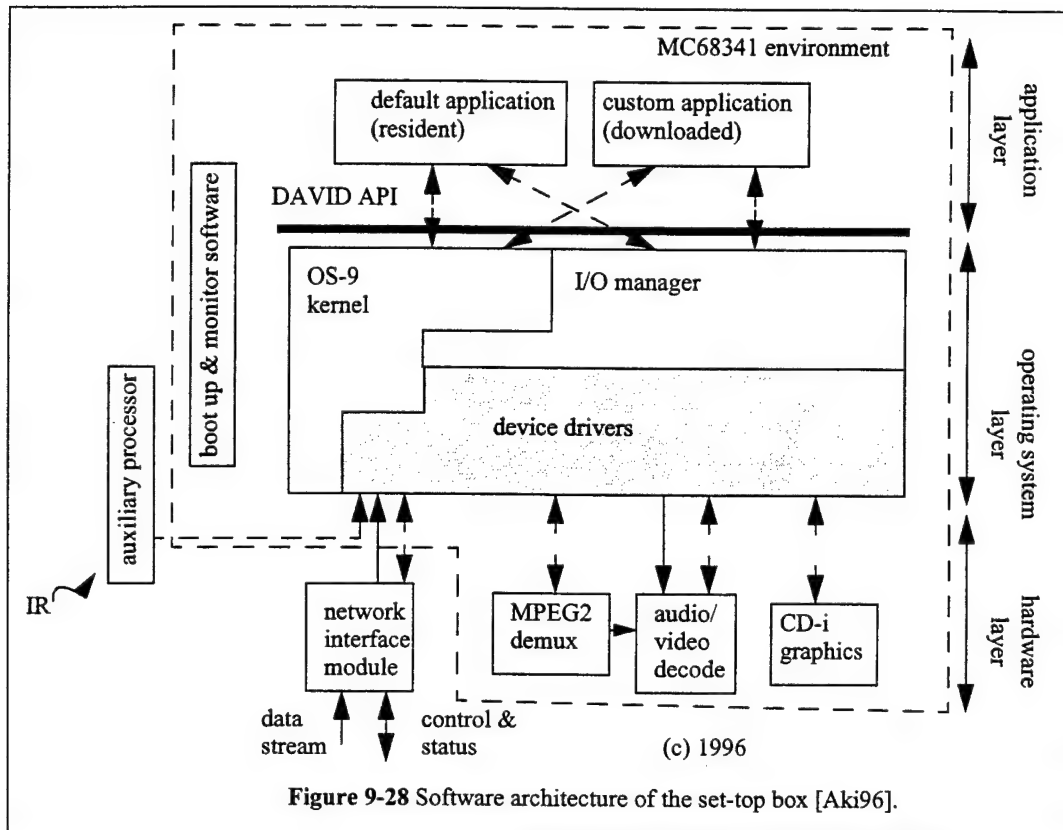 MC68341 environment
default application
(resident)
custom application
(downloaded)
application
layer
boot up & monitor software
DAVID API
OS-9
kernel
I/O manager
operating system
layer
device drivers
auxiliary processor
IR
network
interface
module
MPEG2
demux
audio/
video
decode
CD-i
graphics
hardware
layer
data
stream
control &
status
(c) 1996
Figure 9-28 Software architecture of the set-top box [Aki96].